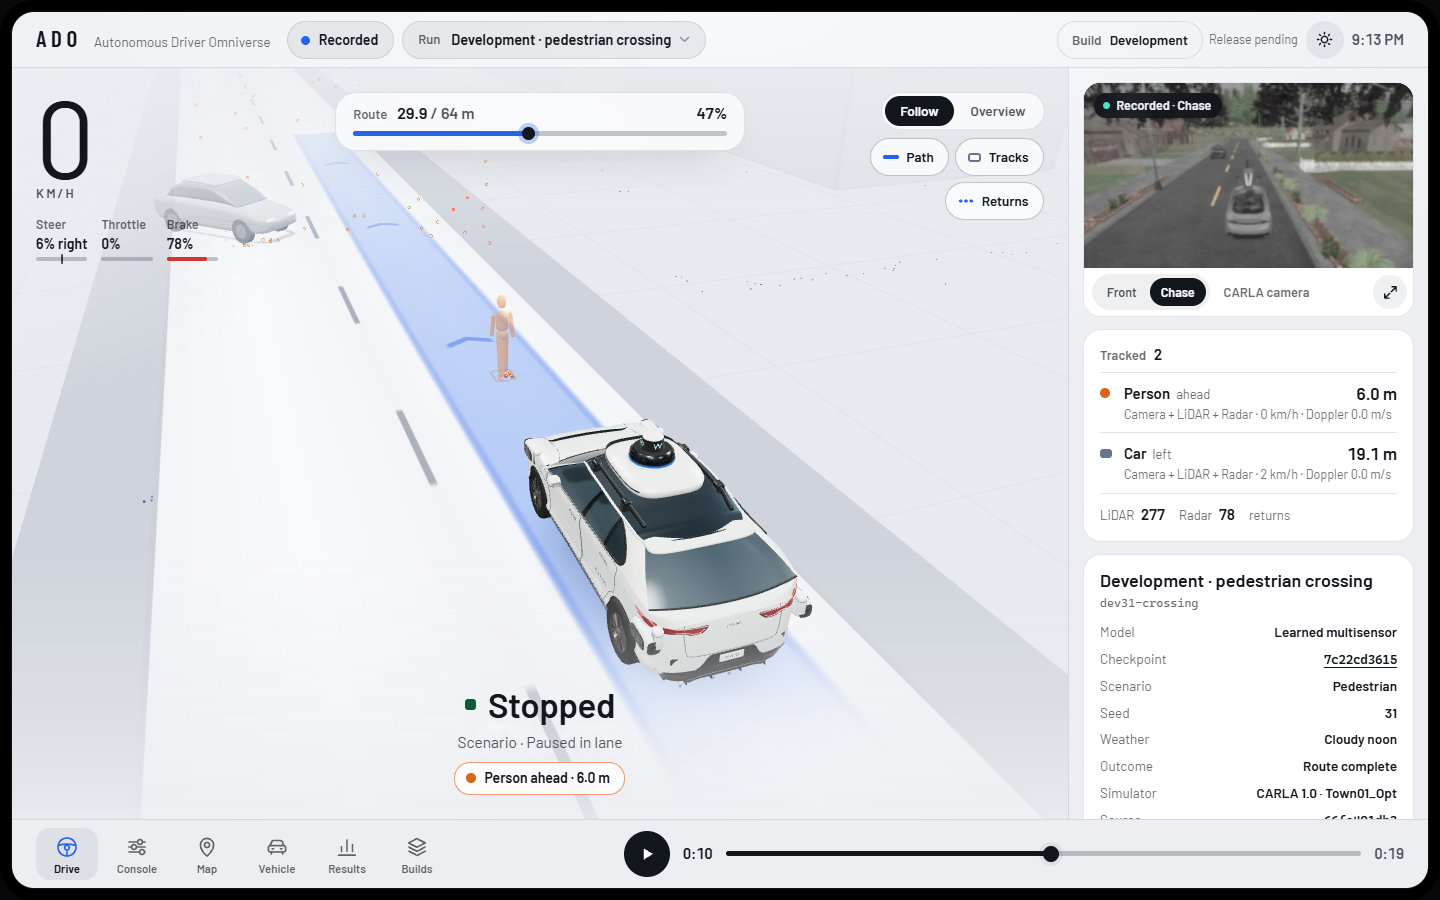 ADO Autonomous Driver Omniverse Recorded Run Development · pedestrian crossing Build Development Release pending 9:13 PM
0
KM/H
Steer Throttle Brake
6% right 0% 78%
Route 29.9 / 64 m 47%
Follow Overview
Path Tracks
Returns
Stopped
Scenario · Paused in lane
Person ahead · 6.0 m
Recorded · Chase
Front Chase CARLA camera
Tracked 2
Person ahead 6.0 m
Camera + LiDAR + Radar · 0 km/h · Doppler 0.0 m/s
Car left 19.1 m
Camera + LiDAR + Radar · 2 km/h · Doppler 0.0 m/s
LiDAR 277 Radar 78 returns
Development · pedestrian crossing
dev31-crossing
Model Learned multisensor
Checkpoint 7c22cd3615
Scenario Pedestrian
Seed 31
Weather Cloudy noon
Outcome Route complete
Simulator CARLA 1.0 · Town01_Opt
Drive Console Map Vehicle Results Builds
0:10 0:19